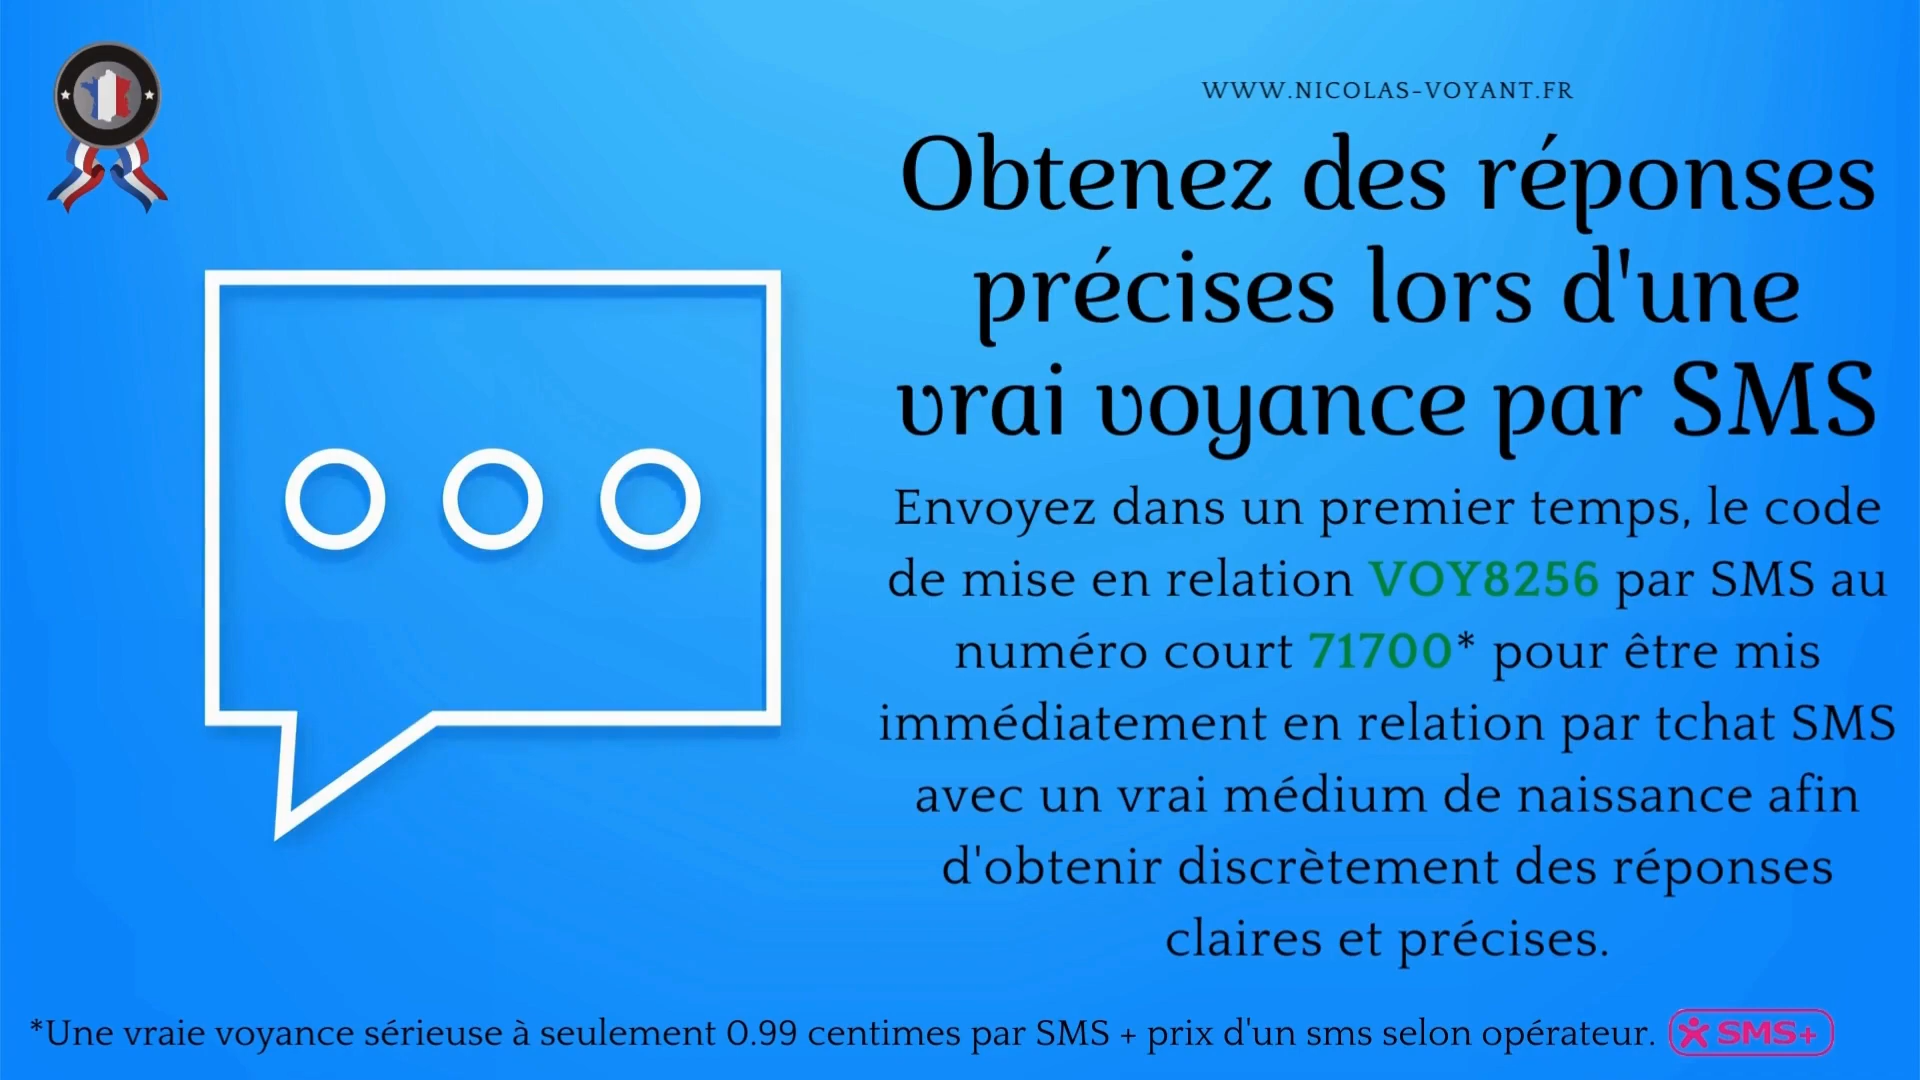 WWW.NICOLAS-VOYANT.FR
Obtenez des réponses
précises lors d'une
vrai voyance par SMS
Envoyez dans un premier temps, le code
de mise en relation VOY8256 par SMS au
numéro court 71700* pour être mis
immédiatement en relation par tchat SMS
avec un vrai médium de naissance afin
d'obtenir discrètement des réponses
claires et précises.
*Une vraie voyance sérieuse à seulement 0.99 centimes par SMS + prix d'un sms selon opérateur.
SMS+